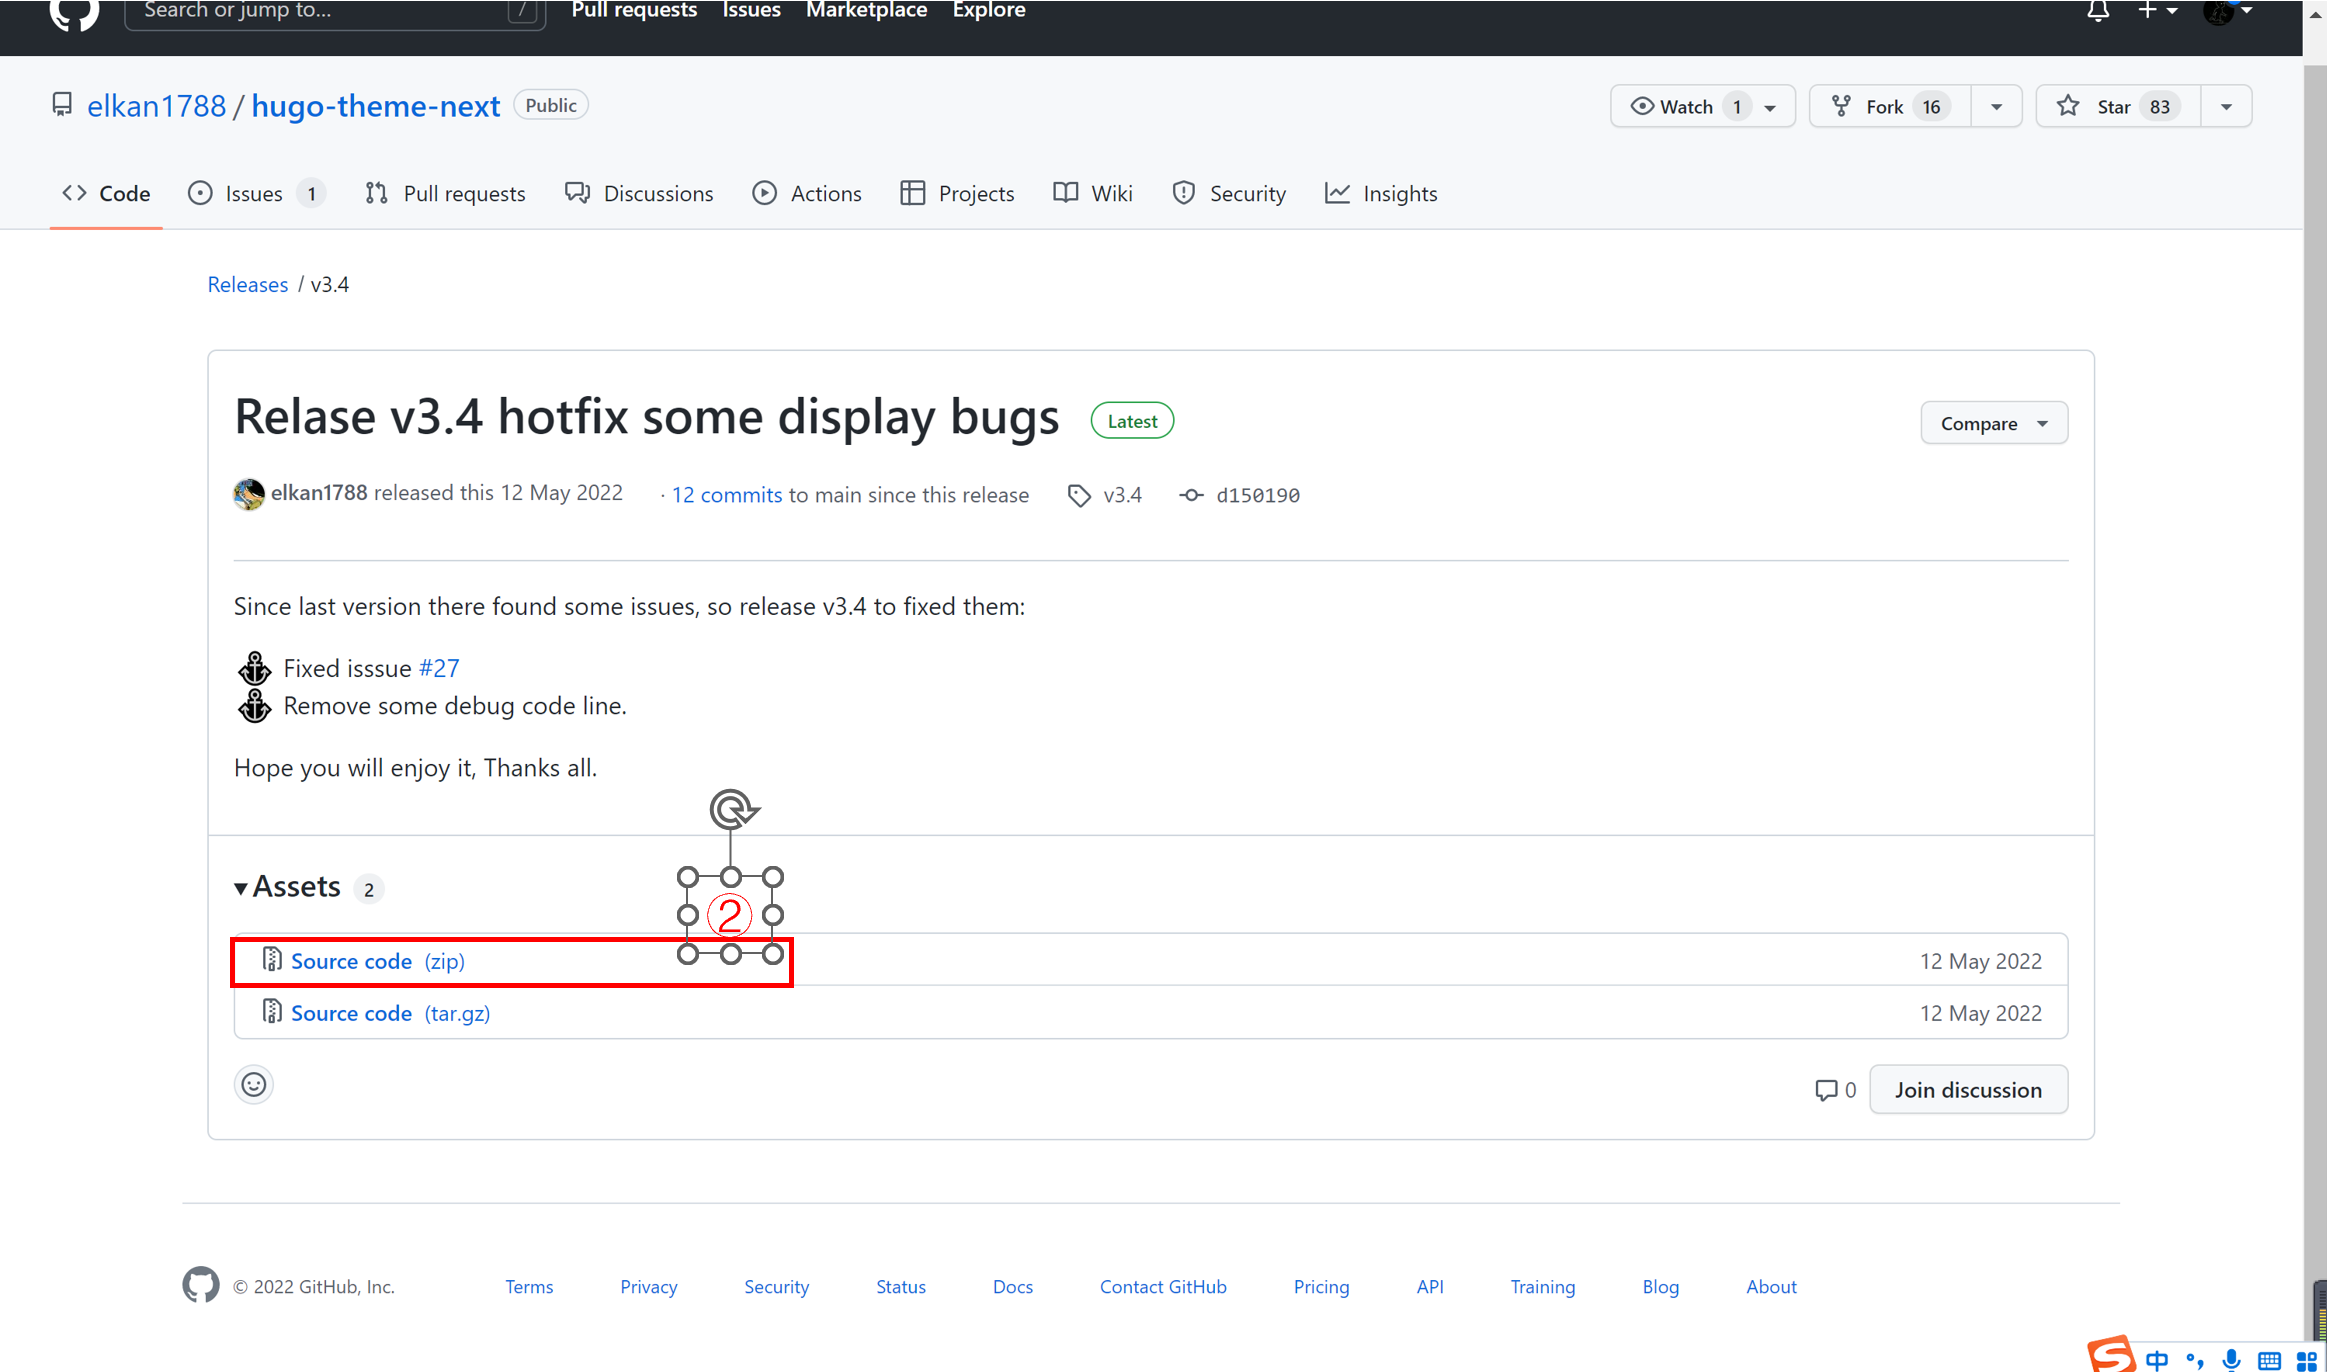 Search or jump to... /
Pull requests Issues Marketplace Explore
elkan1788 / hugo-theme-next Public
Watch 1 Fork 16 Star 83
Code Issues 1 Pull requests Discussions Actions Projects Wiki Security Insights
Releases / v3.4
Relase v3.4 hotfix some display bugs Latest
Compare
elkan1788 released this 12 May 2022 · 12 commits to main since this release v3.4 d150190
Since last version there found some issues, so release v3.4 to fixed them:
Fixed isssue #27
Remove some debug code line.
Hope you will enjoy it, Thanks all.
Assets 2
②
Source code (zip) 12 May 2022
Source code (tar.gz) 12 May 2022
0 Join discussion
© 2022 GitHub, Inc. Terms Privacy Security Status Docs Contact GitHub Pricing API Training Blog About
S 中 °,